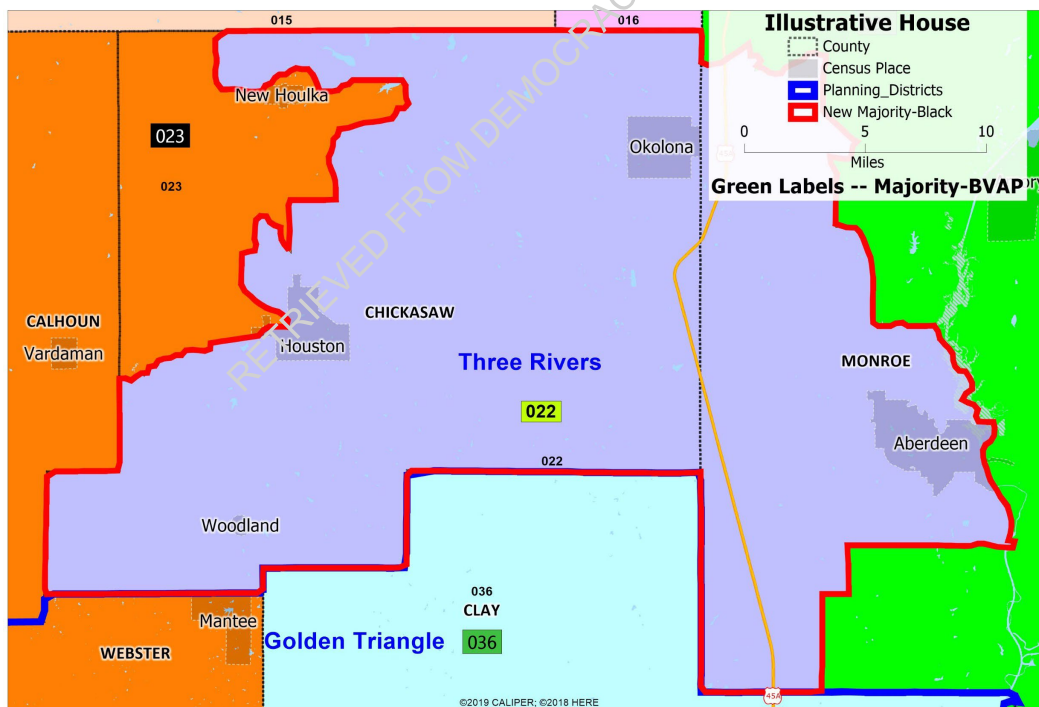 015
016
Illustrative House
County
Census Place
Planning_Districts
New Majority-Black
0
5
10
Miles
Green Labels -- Majority-BVAP
New Houlka
023
023
Okolona
45A
CALHOUN
Vardaman
CHICKASAW
Houston
Three Rivers
MONROE
022
Aberdeen
022
Woodland
036
CLAY
Mantee
Golden Triangle
036
WEBSTER
45A
©2019 CALIPER; ©2018 HERE
RETRIEVED FROM